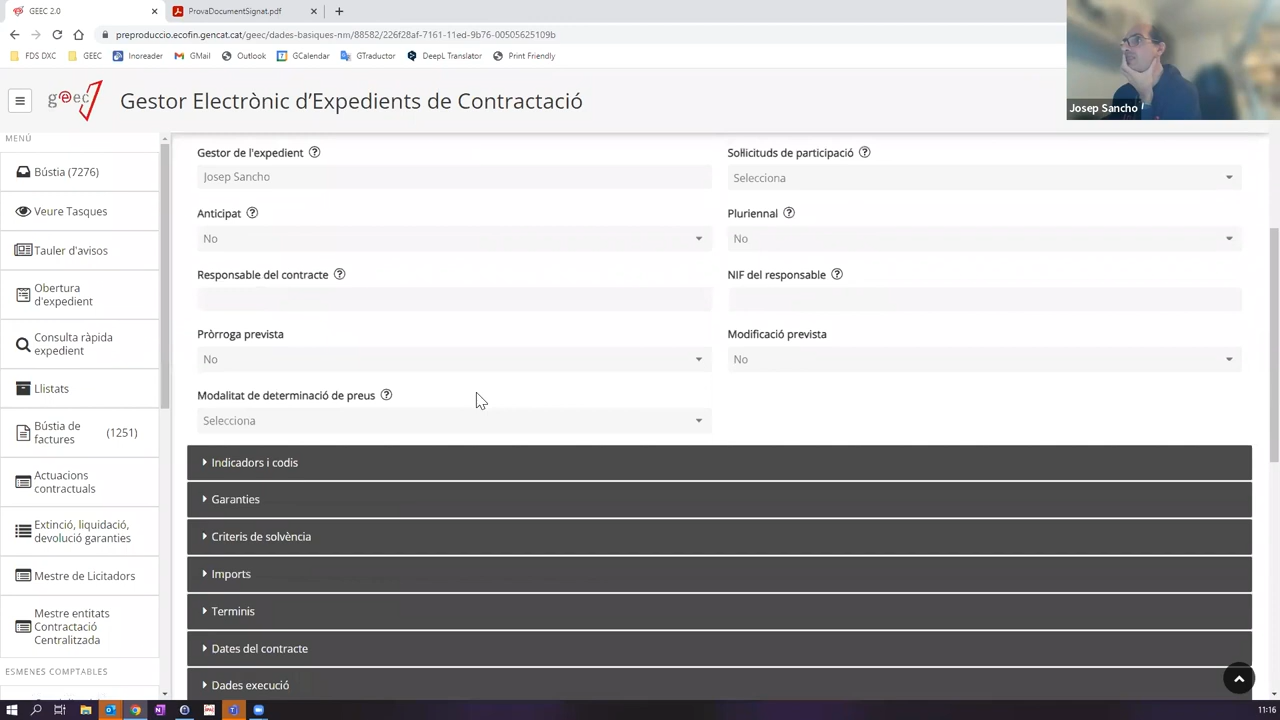 GEEC 2.0
ProvaDocumentSignat.pdf
preproduccio.ecofin.gencat.cat/geec/dades-basiques-nm/88582/226f28af-7161-11ed-9b76-00505625109b
FDS DXC
GEEC
Inoreader
GMail
Outlook
GCalendar
GTraductor
DeepL Translator
Print Friendly
Josep Sancho
geec
Gestor Electrònic d'Expedients de Contractació
MENÚ
Bústia (7276)
Veure Tasques
Tauler d'avisos
Obertura
d'expedient
Consulta ràpida
expedient
Llistats
Bústia de
factures (1251)
Actuacions
contractuals
Extinció, liquidació,
devolució garanties
Mestre de Licitadors
Mestre entitats
Contractació
Centralitzada
ESMENES COMPTABLES
Gestor de l'expedient
Josep Sancho
Sol·licituds de participació
Selecciona
Anticipat
No
Pluriennal
No
Responsable del contracte
NIF del responsable
Pròrroga prevista
No
Modificació prevista
No
Modalitat de determinació de preus
Selecciona
Indicadors i codis
Garanties
Criteris de solvència
Imports
Terminis
Dates del contracte
Dades execució
11:16